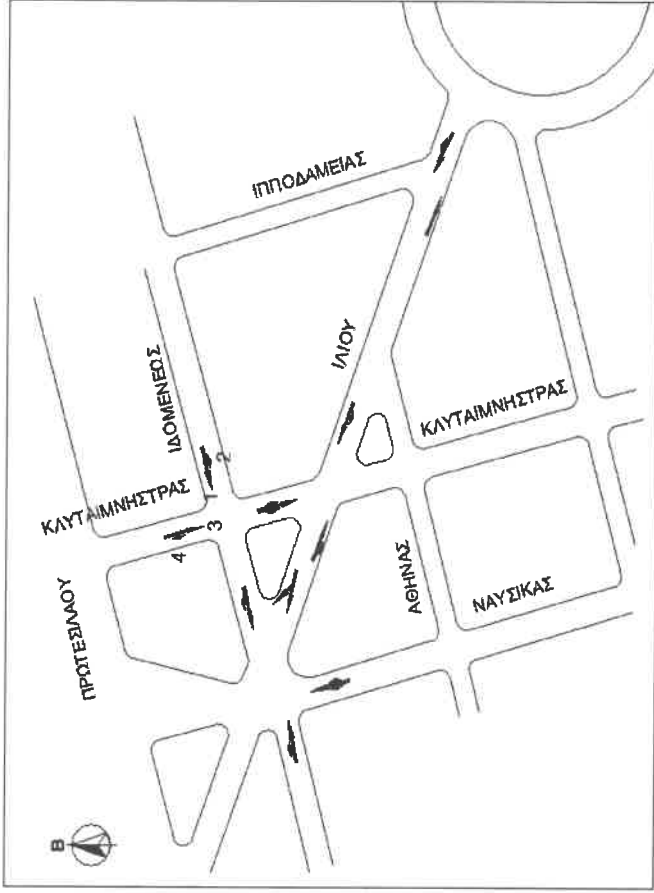 Β
ΠΡΩΤΕΣΙΛΑΟΥ
ΚΛΥΤΑΙΜΝΗΣΤΡΑΣ
ΙΔΟΜΕΝΕΩΣ
ΙΠΠΟΔΑΜΕΙΑΣ
4
3
1
2
ΙΛΙΟΥ
ΚΛΥΤΑΙΜΝΗΣΤΡΑΣ
ΑΘΗΝΑΣ
ΝΑΥΣΙΚΑΣ